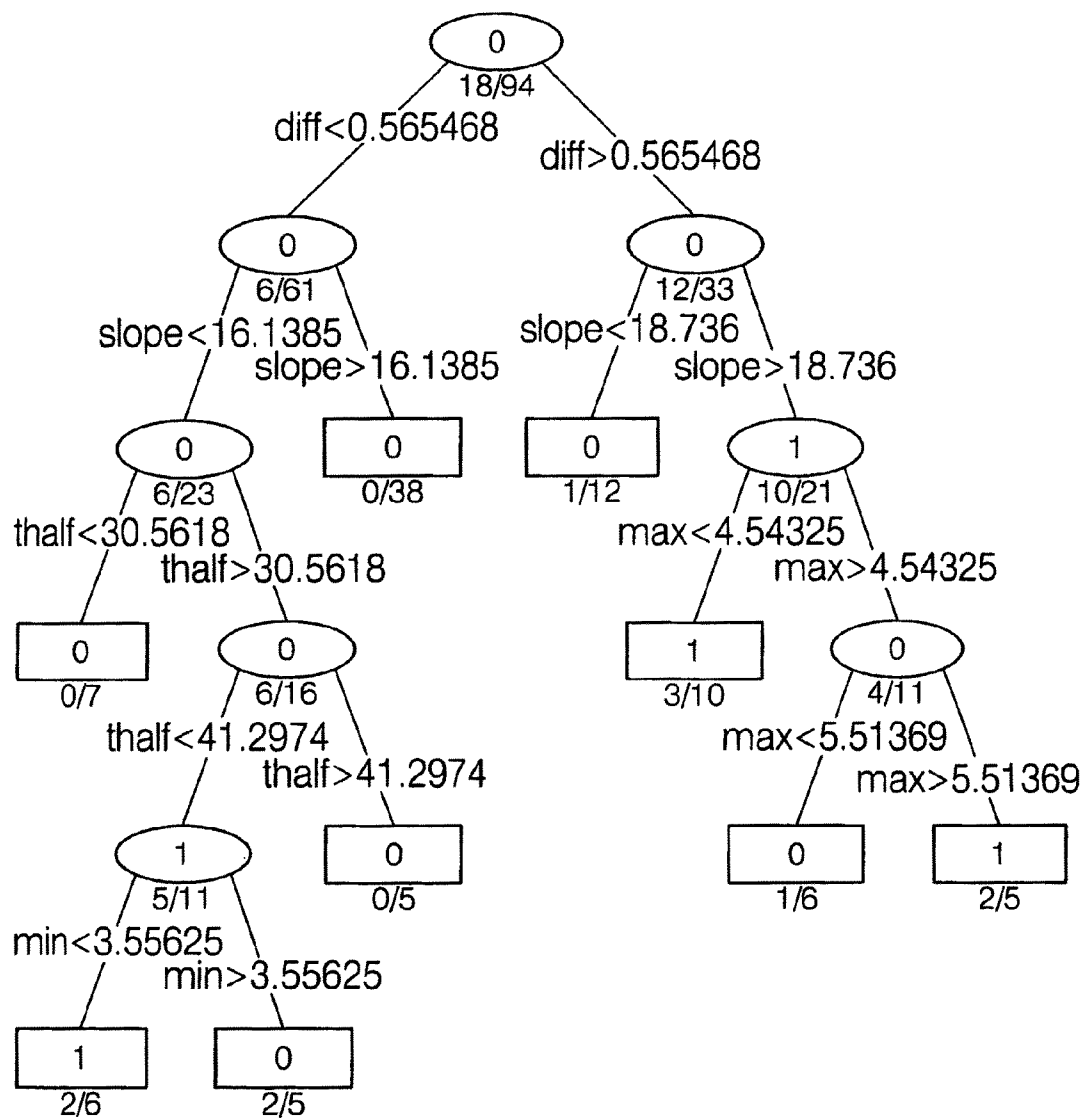 0
18/94
diff<0.565468
diff>0.565468
0
6/61
0
12/33
slope<16.1385
slope>16.1385
slope<18.736
slope>18.736
0
6/23
0
0/38
0
1/12
1
10/21
thalf<30.5618
thalf>30.5618
max<4.54325
max>4.54325
0
0/7
0
6/16
1
3/10
0
4/11
thalf<41.2974
thalf>41.2974
max<5.51369
max>5.51369
1
5/11
0
0/5
0
1/6
1
2/5
min<3.55625
min>3.55625
1
2/6
0
2/5